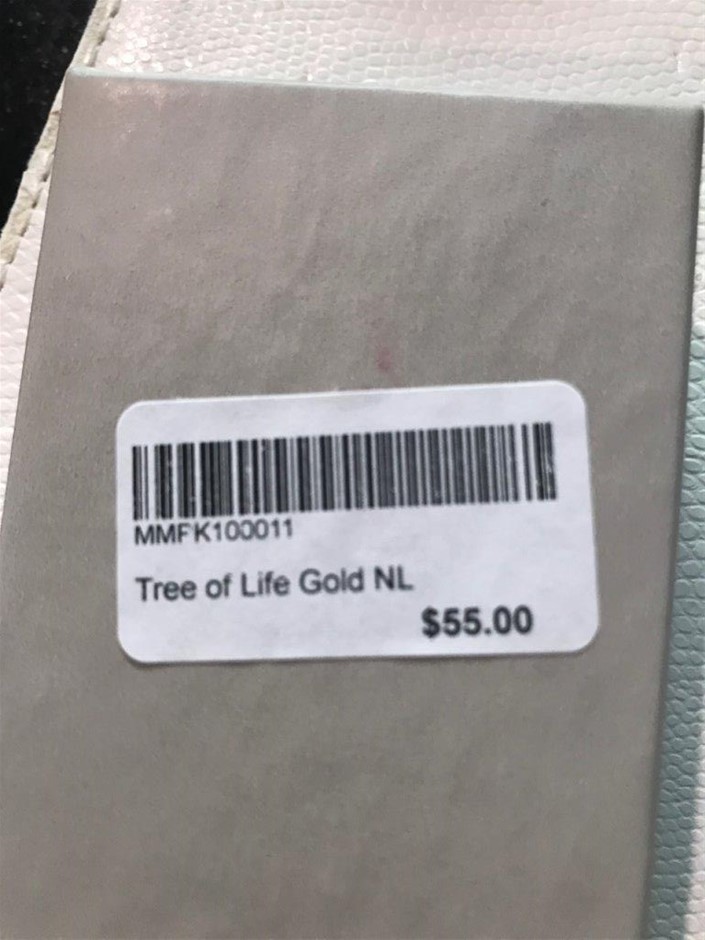 MMFK100011
Tree of Life Gold NL
$55.00